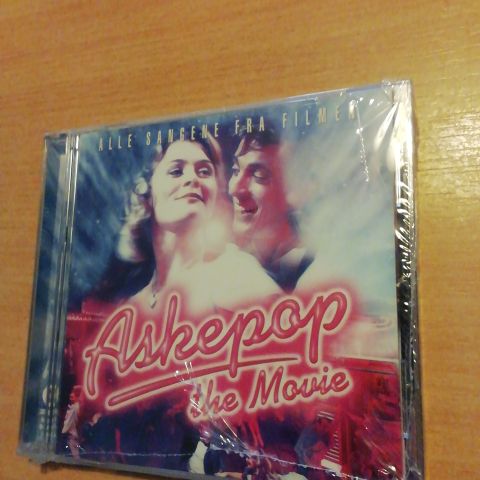 ALLE SANGENE FRA FILMEN
Askepop
the Movie